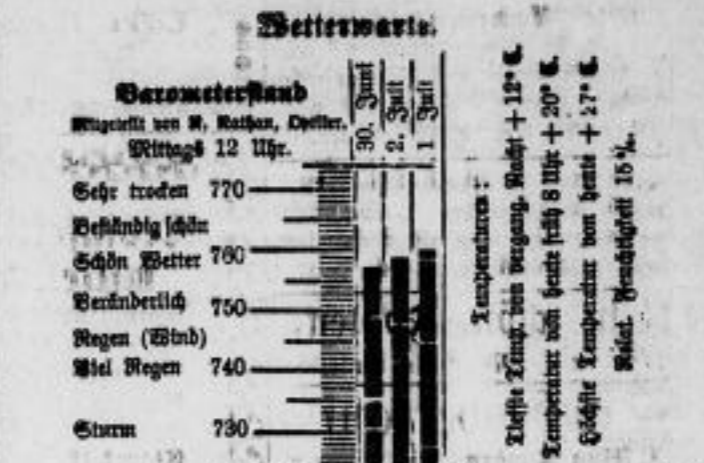 Wetterwarte.
Barometerstand
Mitgeteilt von R. Nathan, Optiker.
Mittags 12 Uhr.
30. Juni
2. Juli
1 Juli
Sehr trocken 770
Beständig schön
Schön Wetter 760
Veränderlich 750
Regen (Wind)
Viel Regen 740
Sturm 730
Temperaturen:
Tiefste Temp. von vergang. Nacht + 12° C.
Temperatur von heute früh 8 Uhr + 20° C.
Höchste Temperatur von heute + 27° C.
Relat. Feuchtigkeit 15 %.